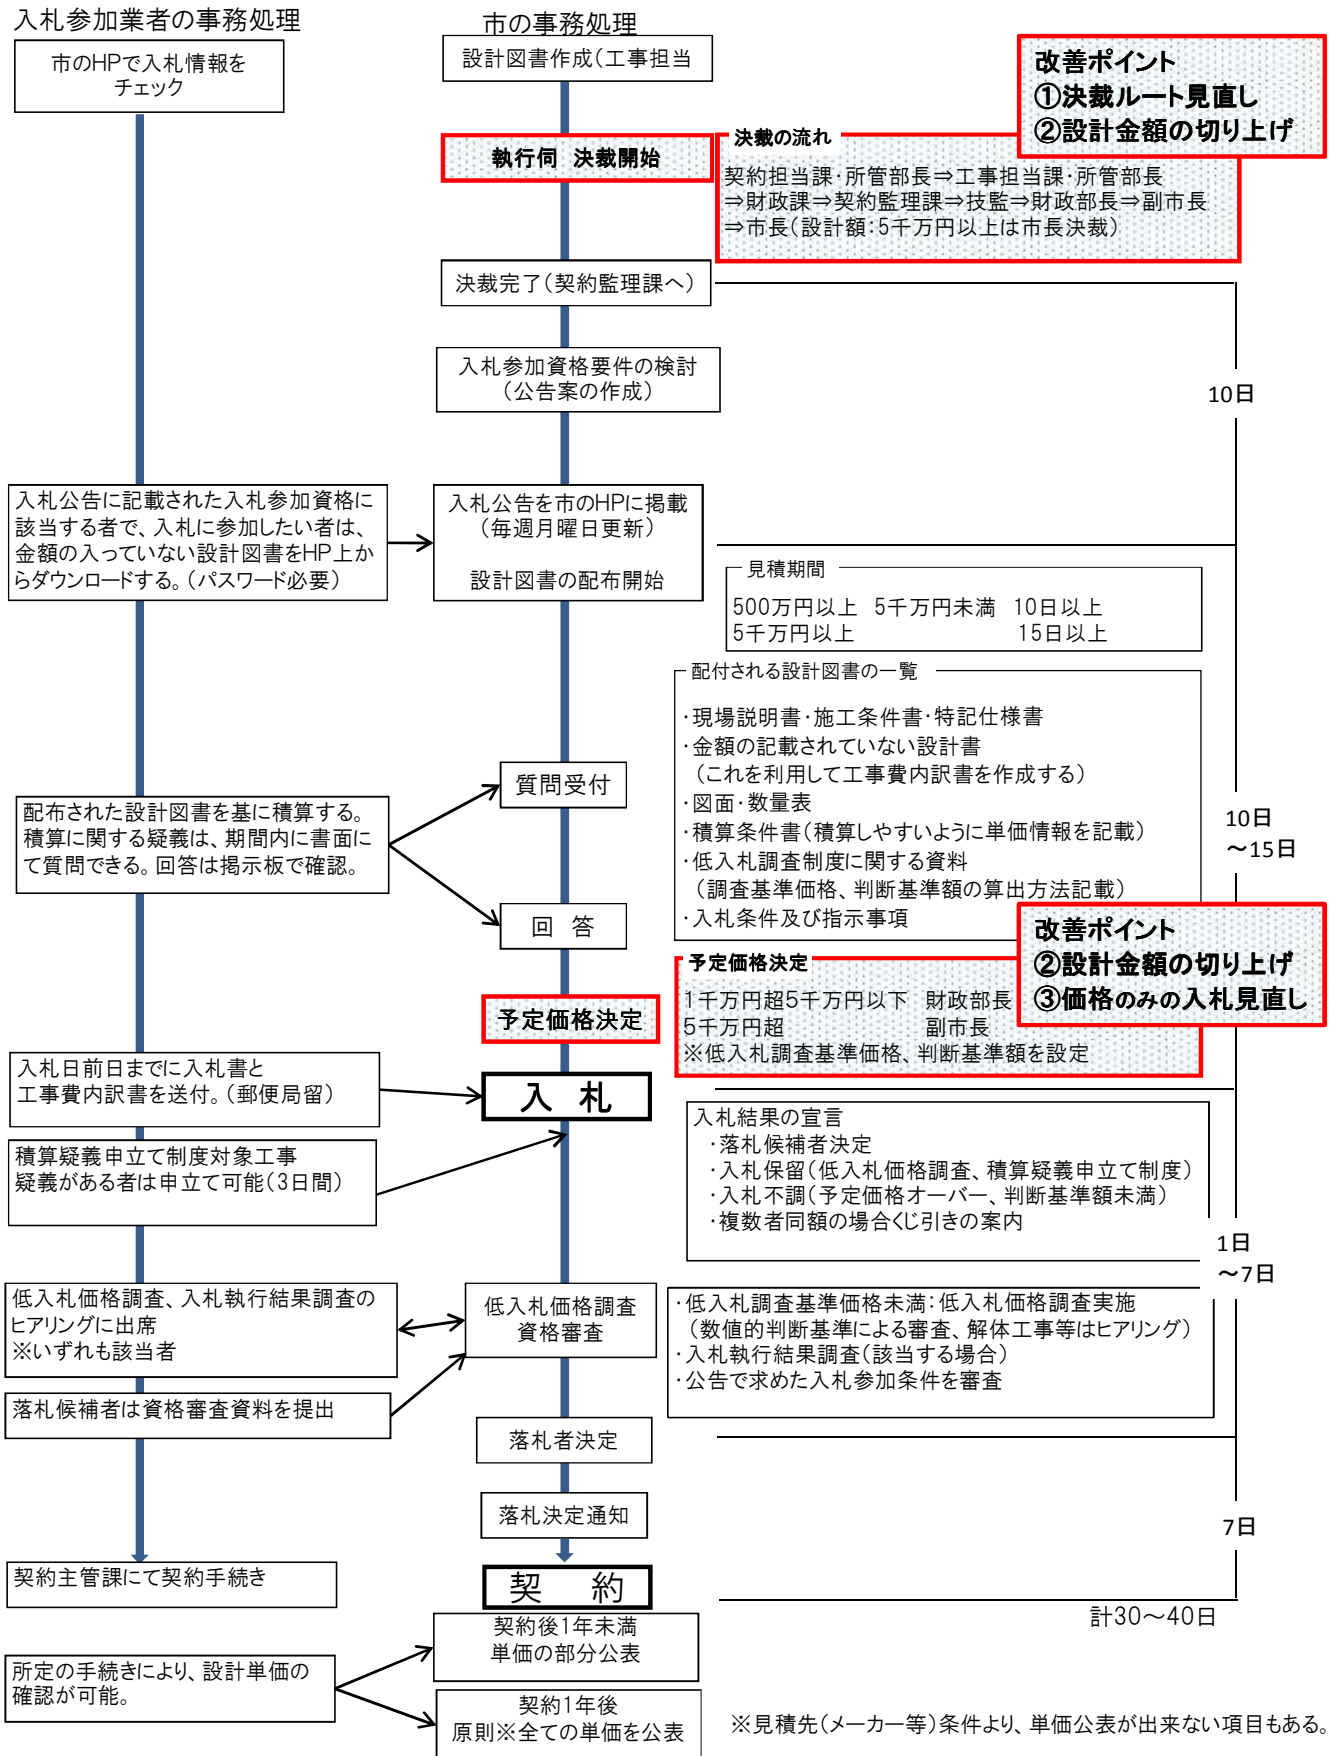 入札参加業者の事務処理
市の事務処理
市のHPで入札情報を
チェック
設計図書作成(工事担当
改善ポイント
①決裁ルート見直し
②設計金額の切り上げ
執行伺 決裁開始
決裁の流れ
契約担当課・所管部長⇒工事担当課・所管部長
⇒財政課⇒契約監理課⇒技監⇒財政部長⇒副市長
⇒市長(設計額:5千万円以上は市長決裁)
決裁完了(契約監理課へ)
入札参加資格要件の検討
(公告案の作成)
10日
入札公告に記載された入札参加資格に
該当する者で、入札に参加したい者は、
金額の入っていない設計図書をHP上か
らダウンロードする。(パスワード必要)
入札公告を市のHPに掲載
(毎週月曜日更新)
設計図書の配布開始
見積期間
500万円以上 5千万円未満 10日以上
5千万円以上 15日以上
配付される設計図書の一覧
・現場説明書・施工条件書・特記仕様書
・金額の記載されていない設計書
(これを利用して工事費内訳書を作成する)
・図面・数量表
・積算条件書(積算しやすいように単価情報を記載)
・低入札調査制度に関する資料
(調査基準価格、判断基準額の算出方法記載)
・入札条件及び指示事項
質問受付
配布された設計図書を基に積算する。
積算に関する疑義は、期間内に書面に
て質問できる。回答は掲示板で確認。
回 答
10日
~15日
改善ポイント
②設計金額の切り上げ
③価格のみの入札見直し
予定価格決定
予定価格決定
1千万円超5千万円以下 財政部長
5千万円超 副市長
※低入札調査基準価格、判断基準額を設定
入札日前日までに入札書と
工事費内訳書を送付。(郵便局留)
入 札
積算疑義申立て制度対象工事
疑義がある者は申立て可能(3日間)
入札結果の宣言
・落札候補者決定
・入札保留(低入札価格調査、積算疑義申立て制度)
・入札不調(予定価格オーバー、判断基準額未満)
・複数者同額の場合くじ引きの案内
1日
~7日
低入札価格調査、入札執行結果調査の
ヒアリングに出席
※いずれも該当者
低入札価格調査
資格審査
・低入札調査基準価格未満:低入札価格調査実施
(数値的判断基準による審査、解体工事等はヒアリング)
・入札執行結果調査(該当する場合)
・公告で求めた入札参加条件を審査
落札候補者は資格審査資料を提出
落札者決定
落札決定通知
7日
契約主管課にて契約手続き
契 約
計30~40日
契約後1年未満
単価の部分公表
所定の手続きにより、設計単価の
確認が可能。
契約1年後
原則※全ての単価を公表
※見積先(メーカー等)条件より、単価公表が出来ない項目もある。